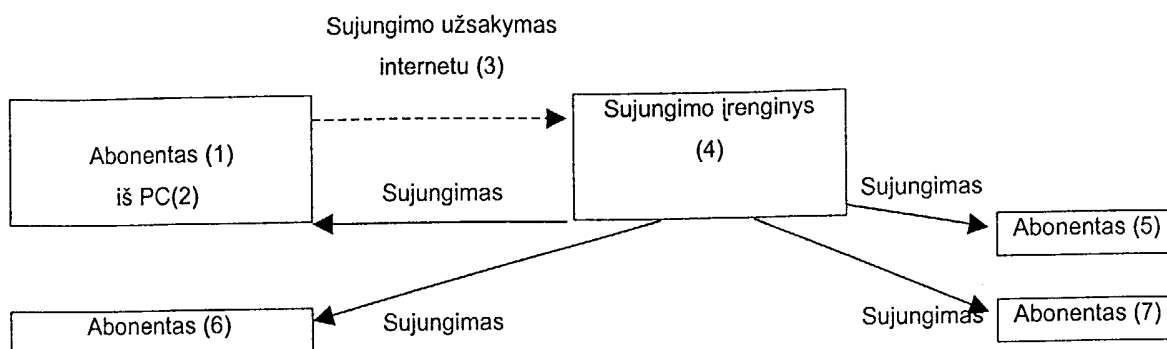 Sujungimo užsakymas
internetu (3)
Abonentas (1)
iš PC(2)
Sujungimo įrenginys
(4)
Sujungimas
Sujungimas
Abonentas (5)
Abonentas (6)
Sujungimas
Sujungimas
Abonentas (7)